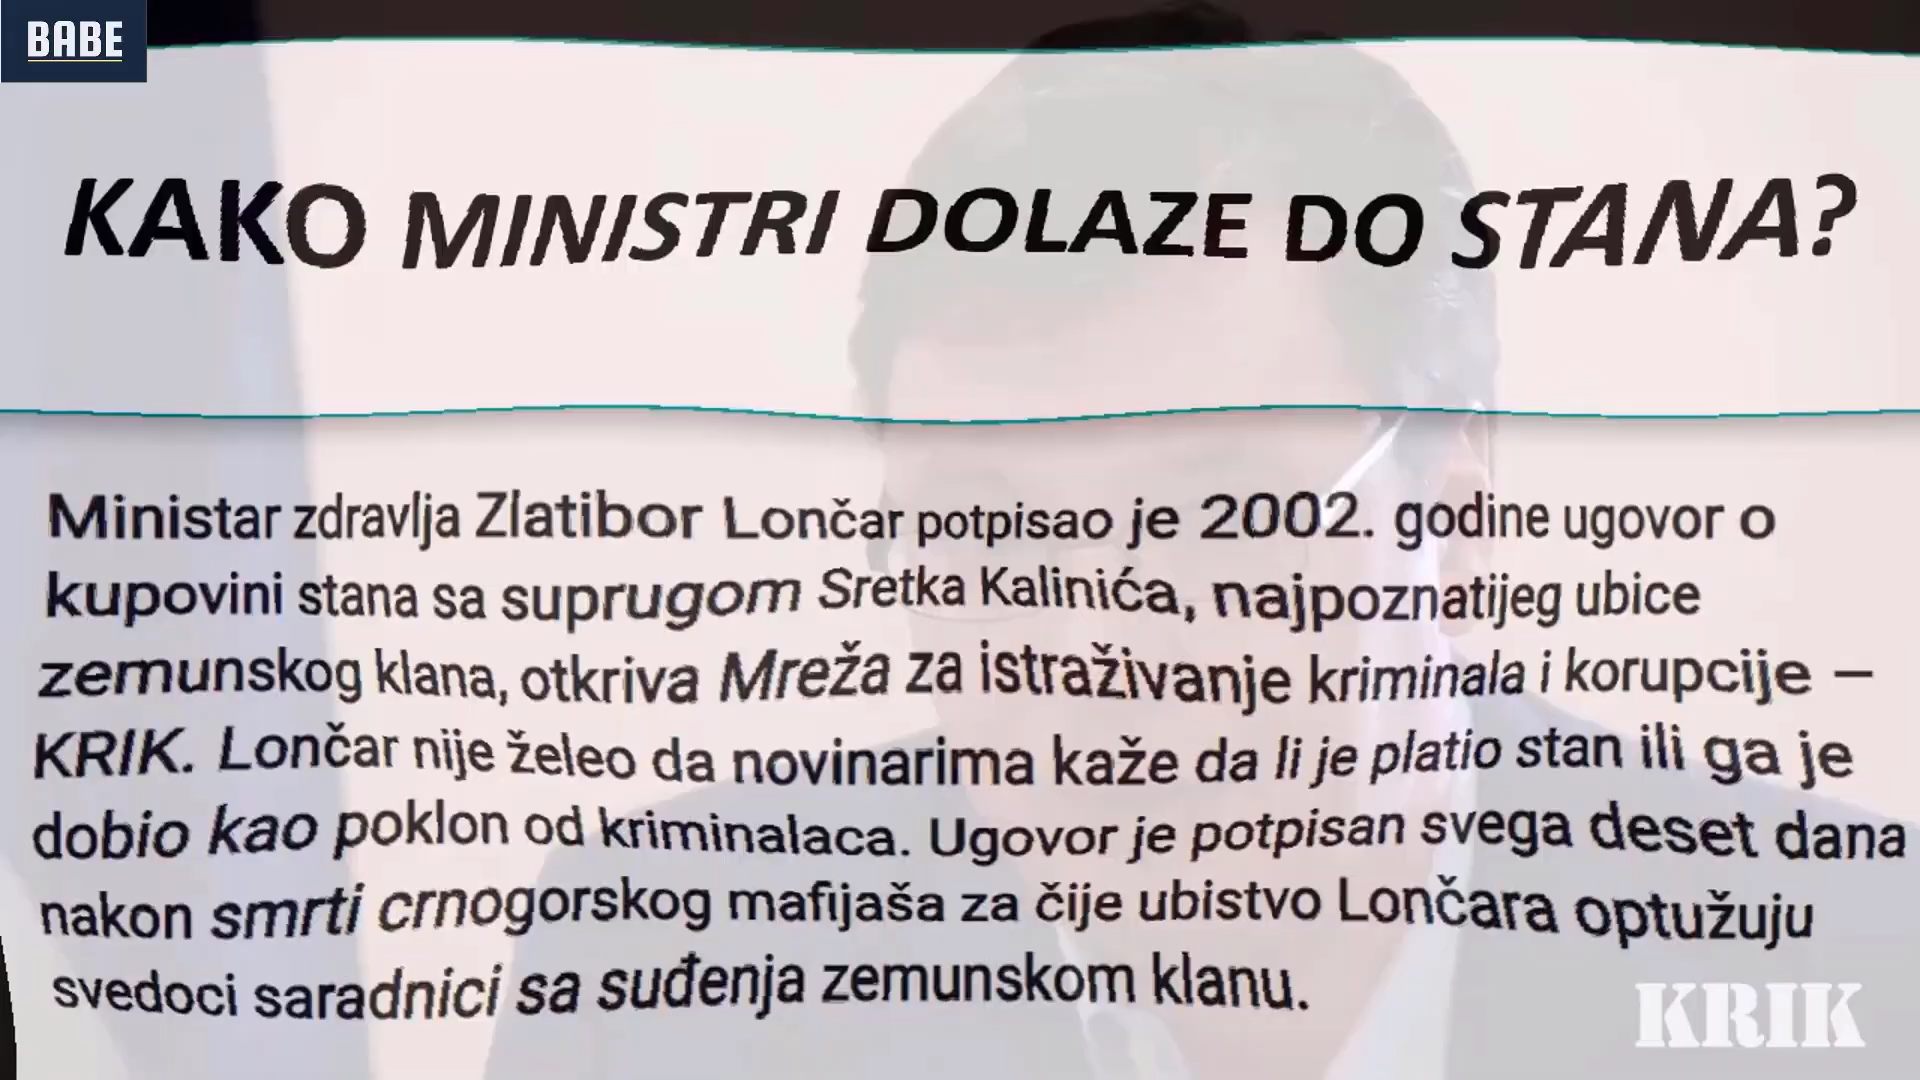 BABE
KAKO MINISTRI DOLAZE DO STANA?
Ministar zdravlja Zlatibor Lončar potpisao je 2002. godine ugovor o
kupovini stana sa suprugom Sretka Kalinića, najpoznatijeg ubice
zemunskog klana, otkriva Mreža za istraživanje kriminala i korupcije –
KRIK. Lončar nije želeo da novinarima kaže da li je platio stan ili ga je
dobio kao poklon od kriminalaca. Ugovor je potpisan svega deset dana
nakon smrti crnogorskog mafijaša za čije ubistvo Lončara optužuju
svedoci saradnici sa suđenja zemunskom klanu.
KRIK